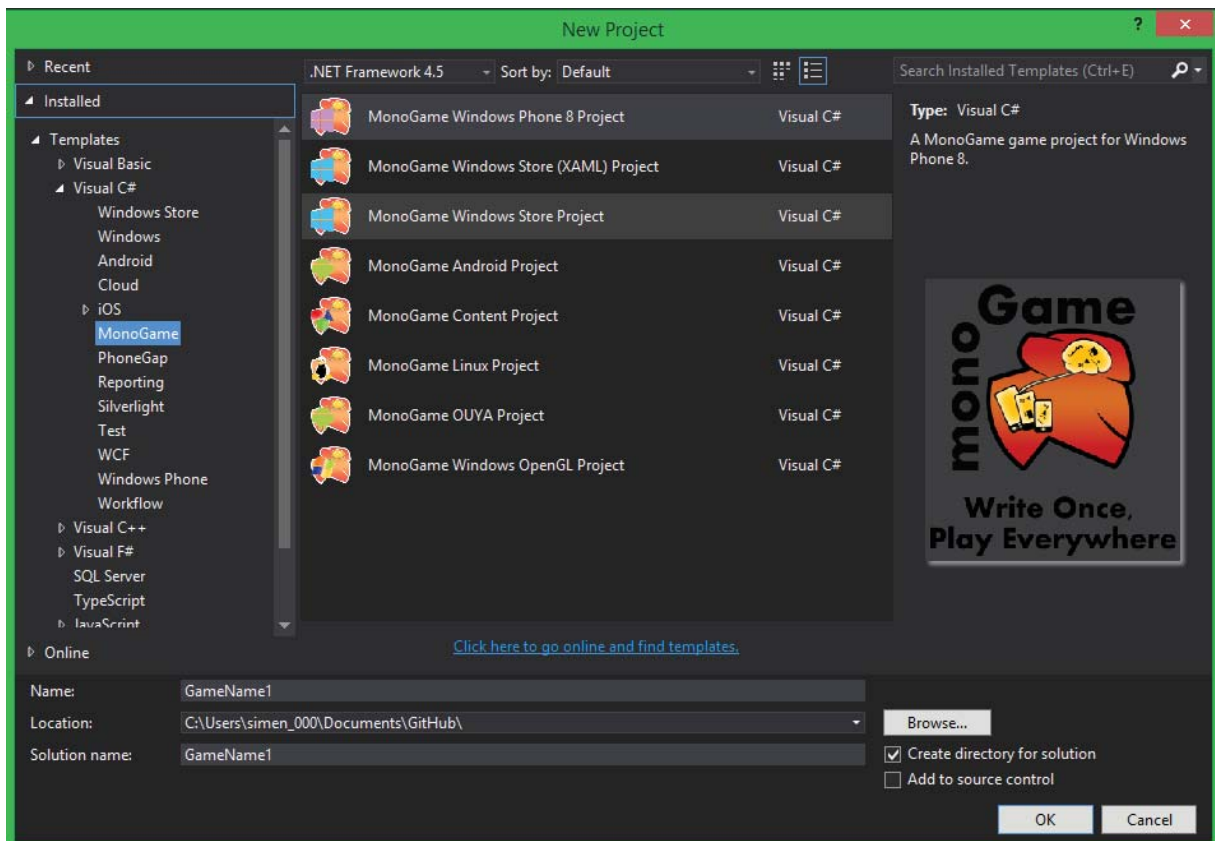 New Project
?
×
Recent
.NET Framework 4.5
Sort by: Default
Search Installed Templates (Ctrl+E)
Installed
Templates
Visual Basic
Visual C#
Windows Store
Windows
Android
Cloud
iOS
MonoGame
PhoneGap
Reporting
Silverlight
Test
WCF
Windows Phone
Workflow
Visual C++
Visual F#
SQL Server
TypeScript
JavaScript
Online
MonoGame Windows Phone 8 Project Visual C#
MonoGame Windows Store (XAML) Project Visual C#
MonoGame Windows Store Project Visual C#
MonoGame Android Project Visual C#
MonoGame Content Project Visual C#
MonoGame Linux Project Visual C#
MonoGame OUYA Project Visual C#
MonoGame Windows OpenGL Project Visual C#
Click here to go online and find templates.
Type: Visual C#
A MonoGame game project for Windows
Phone 8.
mono
Game
Write Once,
Play Everywhere
Name: GameName1
Location: C:\Users\simen_000\Documents\GitHub\
Browse...
Solution name: GameName1
Create directory for solution
Add to source control
OK
Cancel